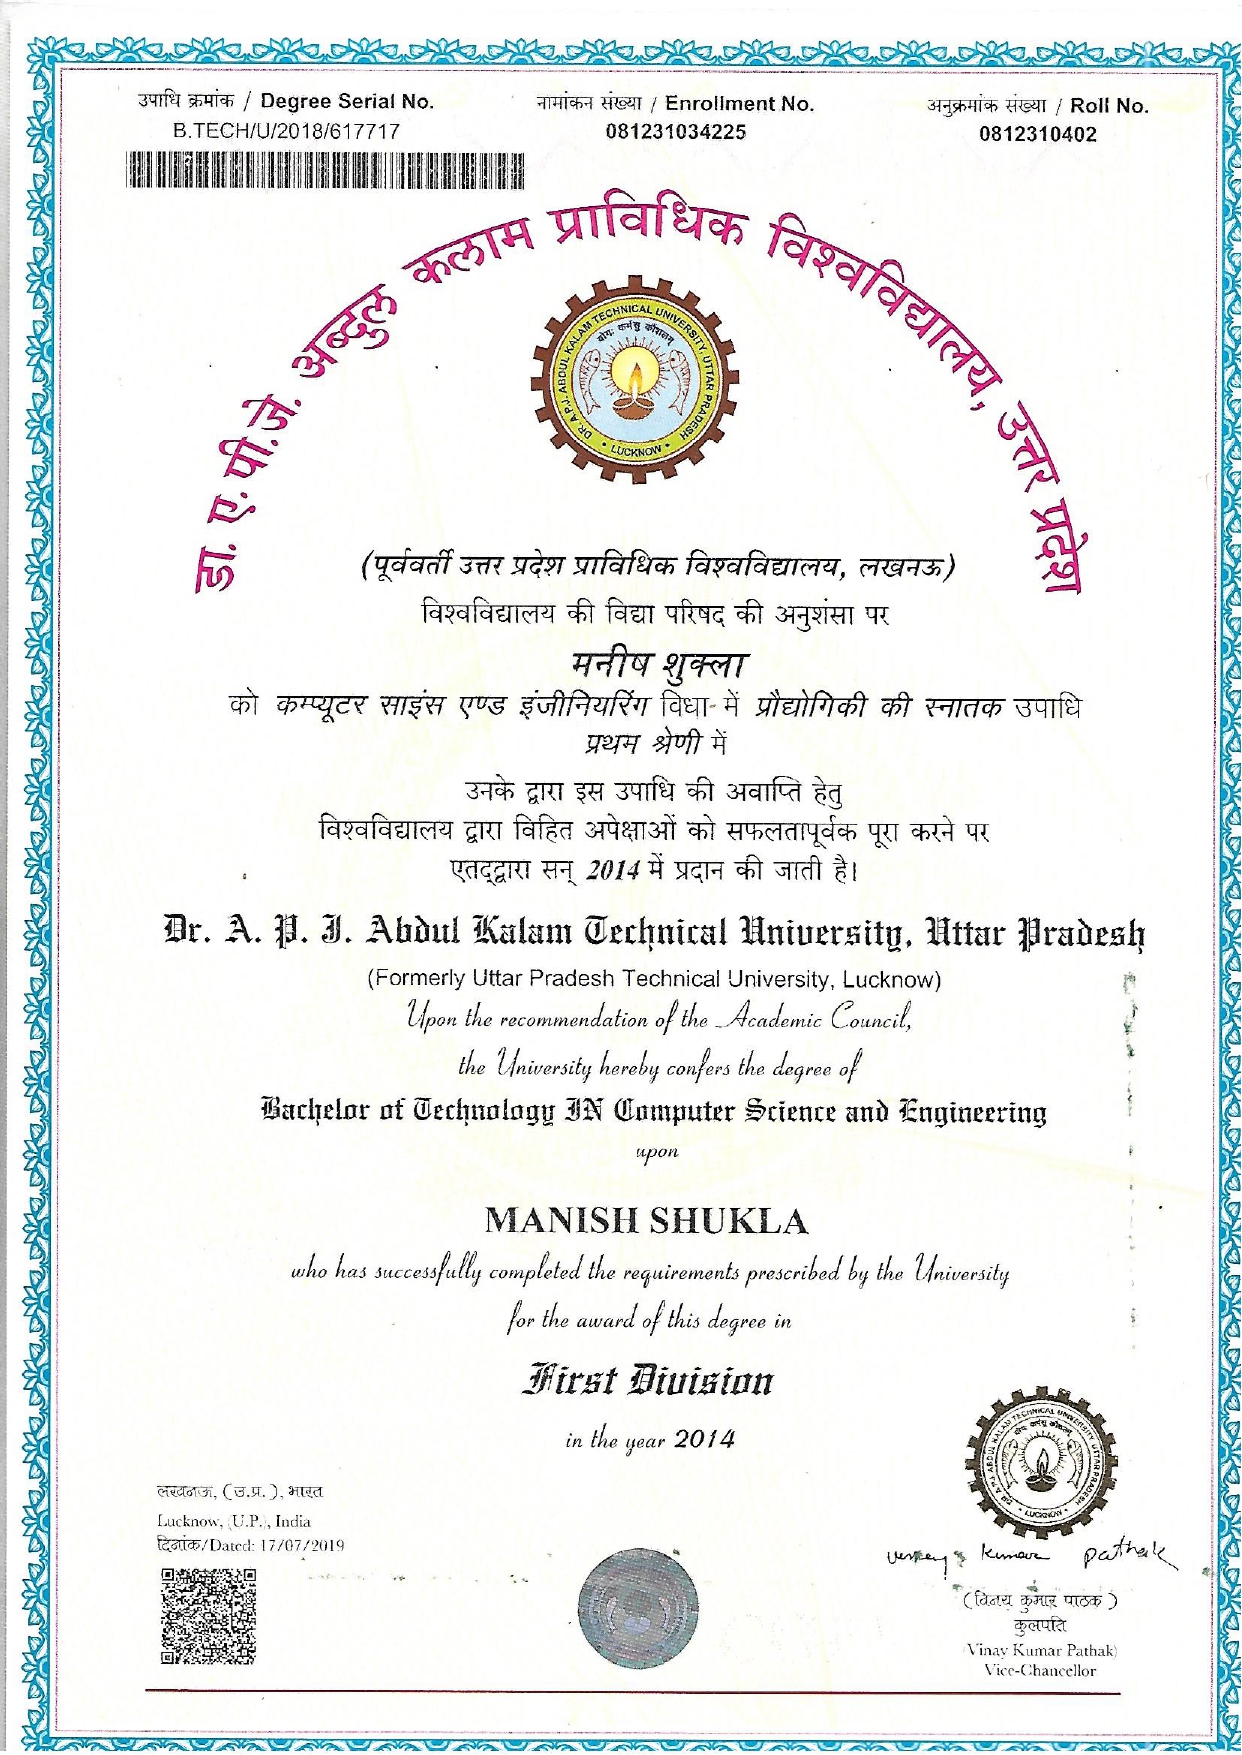 उपाधि क्रमांक / Degree Serial No.
B.TECH/U/2018/617717
नामांकन संख्या / Enrollment No.
081231034225
अनुक्रमांक संख्या / Roll No.
0812310402
डा. ए. पी.जे. अब्दुल कलाम प्राविधिक विश्वविद्यालय, उत्तर प्रदेश
DR. A.P.J. ABDUL KALAM TECHNICAL UNIVERSITY, UTTAR PRADESH
योगः कर्मसु कौशलम्
• LUCKNOW •
(पूर्ववर्ती उत्तर प्रदेश प्राविधिक विश्वविद्यालय, लखनऊ)
विश्वविद्यालय की विद्या परिषद की अनुशंसा पर
मनीष शुक्ला
को कम्प्यूटर साइंस एण्ड इंजीनियरिंग विधा में प्रौद्योगिकी की स्नातक उपाधि
प्रथम श्रेणी में
उनके द्वारा इस उपाधि की अवाप्ति हेतु
विश्वविद्यालय द्वारा विहित अपेक्षाओं को सफलतापूर्वक पूरा करने पर
एतद्द्वारा सन् 2014 में प्रदान की जाती है।
Dr. A. P. J. Abdul Kalam Technical University, Uttar Pradesh
(Formerly Uttar Pradesh Technical University, Lucknow)
Upon the recommendation of the Academic Council,
the University hereby confers the degree of
Bachelor of Technology IN Computer Science and Engineering
upon
MANISH SHUKLA
who has successfully completed the requirements prescribed by the University
for the award of this degree in
First Division
in the year 2014
DR. A.P.J. ABDUL KALAM TECHNICAL UNIVERSITY UTTAR PRADESH
योगः कर्मसु कौशलम्
• LUCKNOW •
लखनऊ, (उ.प्र.), भारत
Lucknow, (U.P.), India
दिनांक/Dated: 17/07/2019
Kumar pathak
(विनय कुमार पाठक)
कुलपति
(Vinay Kumar Pathak)
Vice-Chancellor